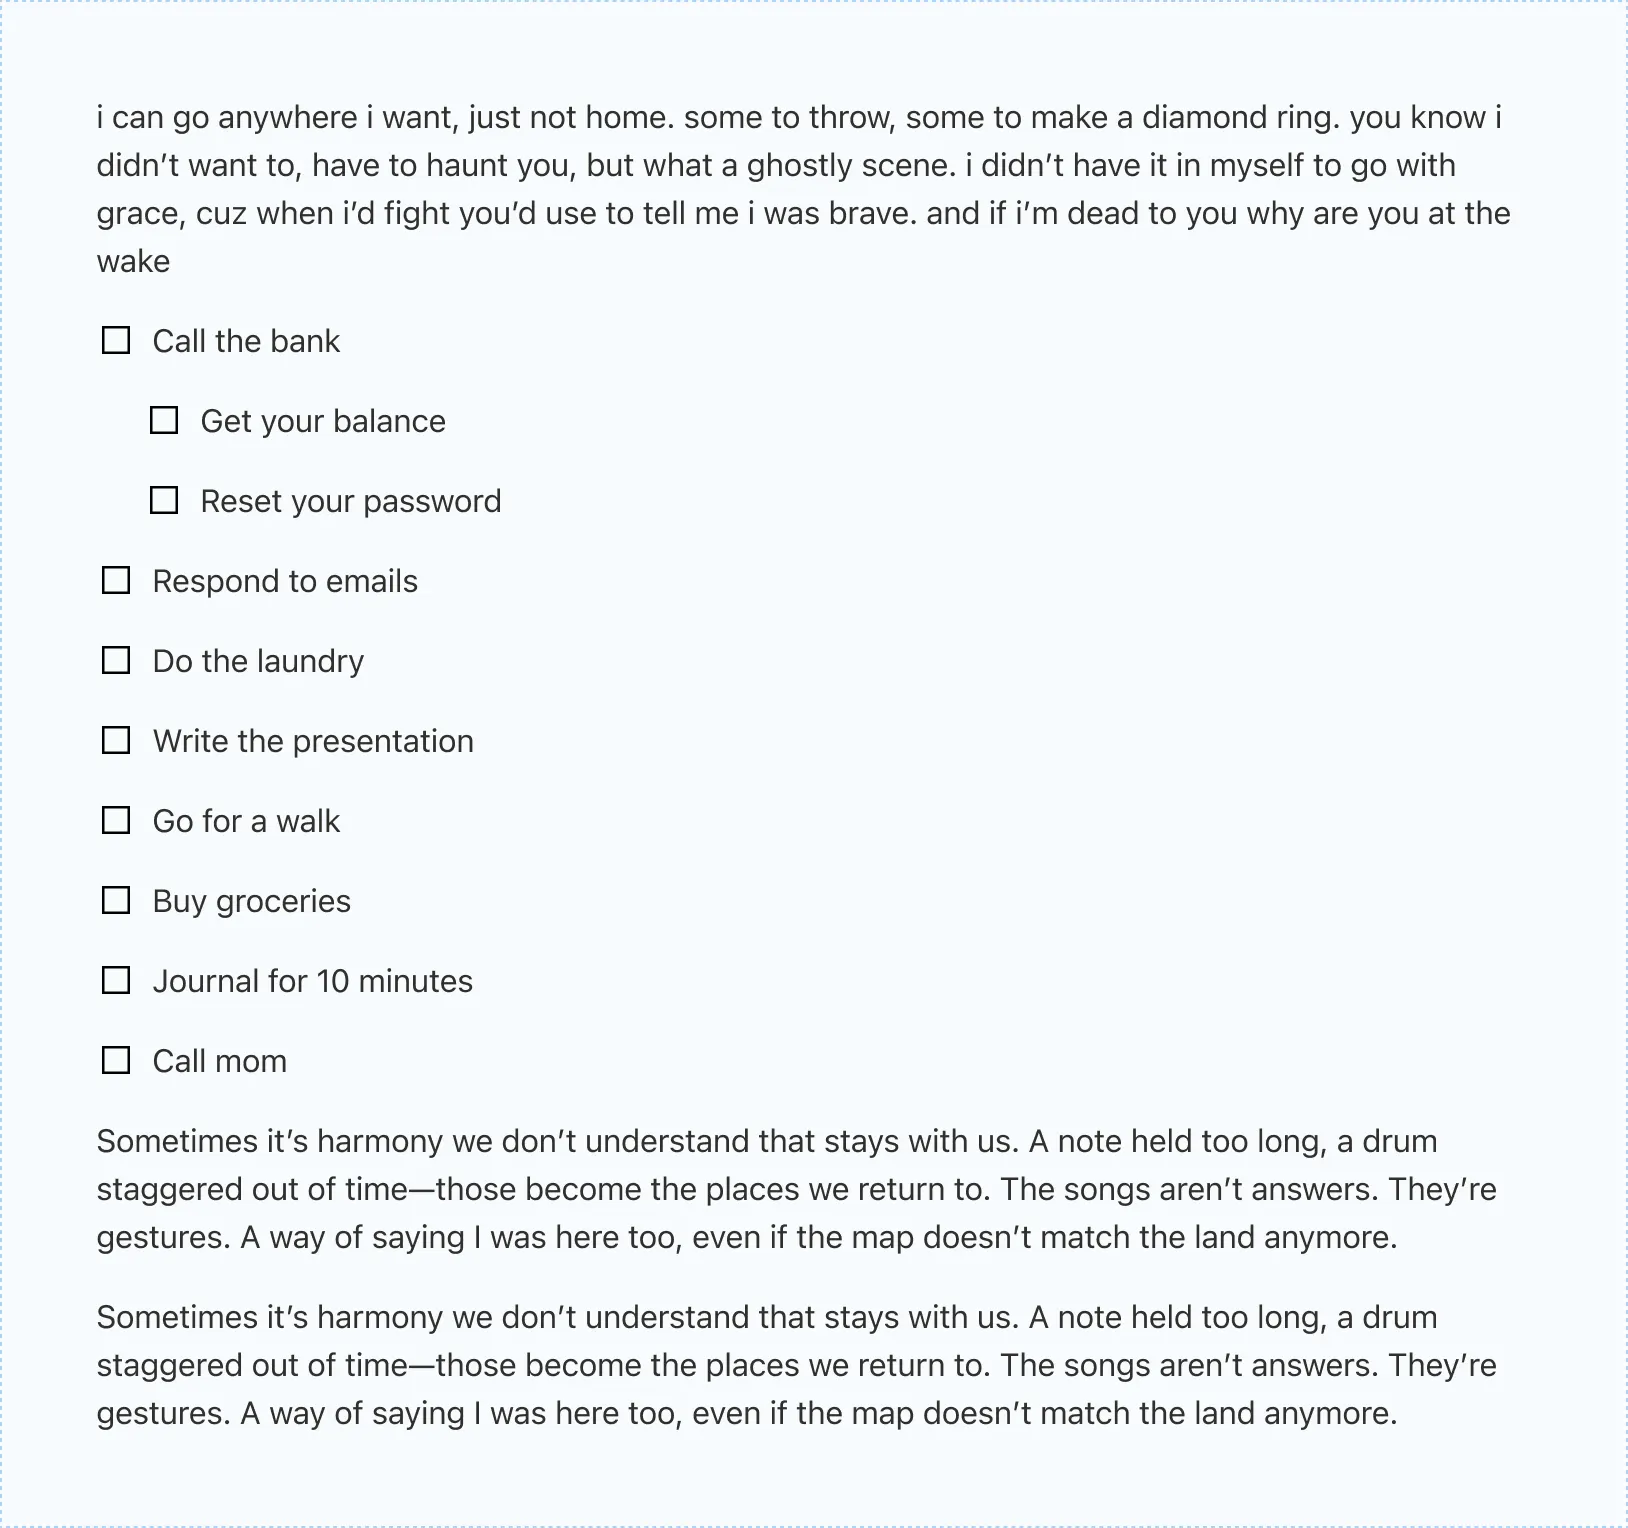 i can go anywhere i want, just not home. some to throw, some to make a diamond ring. you know i
didn’t want to, have to haunt you, but what a ghostly scene. i didn’t have it in myself to go with
grace, cuz when i’d fight you’d use to tell me i was brave. and if i’m dead to you why are you at the
wake
Call the bank
Get your balance
Reset your password
Respond to emails
Do the laundry
Write the presentation
Go for a walk
Buy groceries
Journal for 10 minutes
Call mom
Sometimes it’s harmony we don’t understand that stays with us. A note held too long, a drum
staggered out of time—those become the places we return to. The songs aren’t answers. They’re
gestures. A way of saying I was here too, even if the map doesn’t match the land anymore.
Sometimes it’s harmony we don’t understand that stays with us. A note held too long, a drum
staggered out of time—those become the places we return to. The songs aren’t answers. They’re
gestures. A way of saying I was here too, even if the map doesn’t match the land anymore.